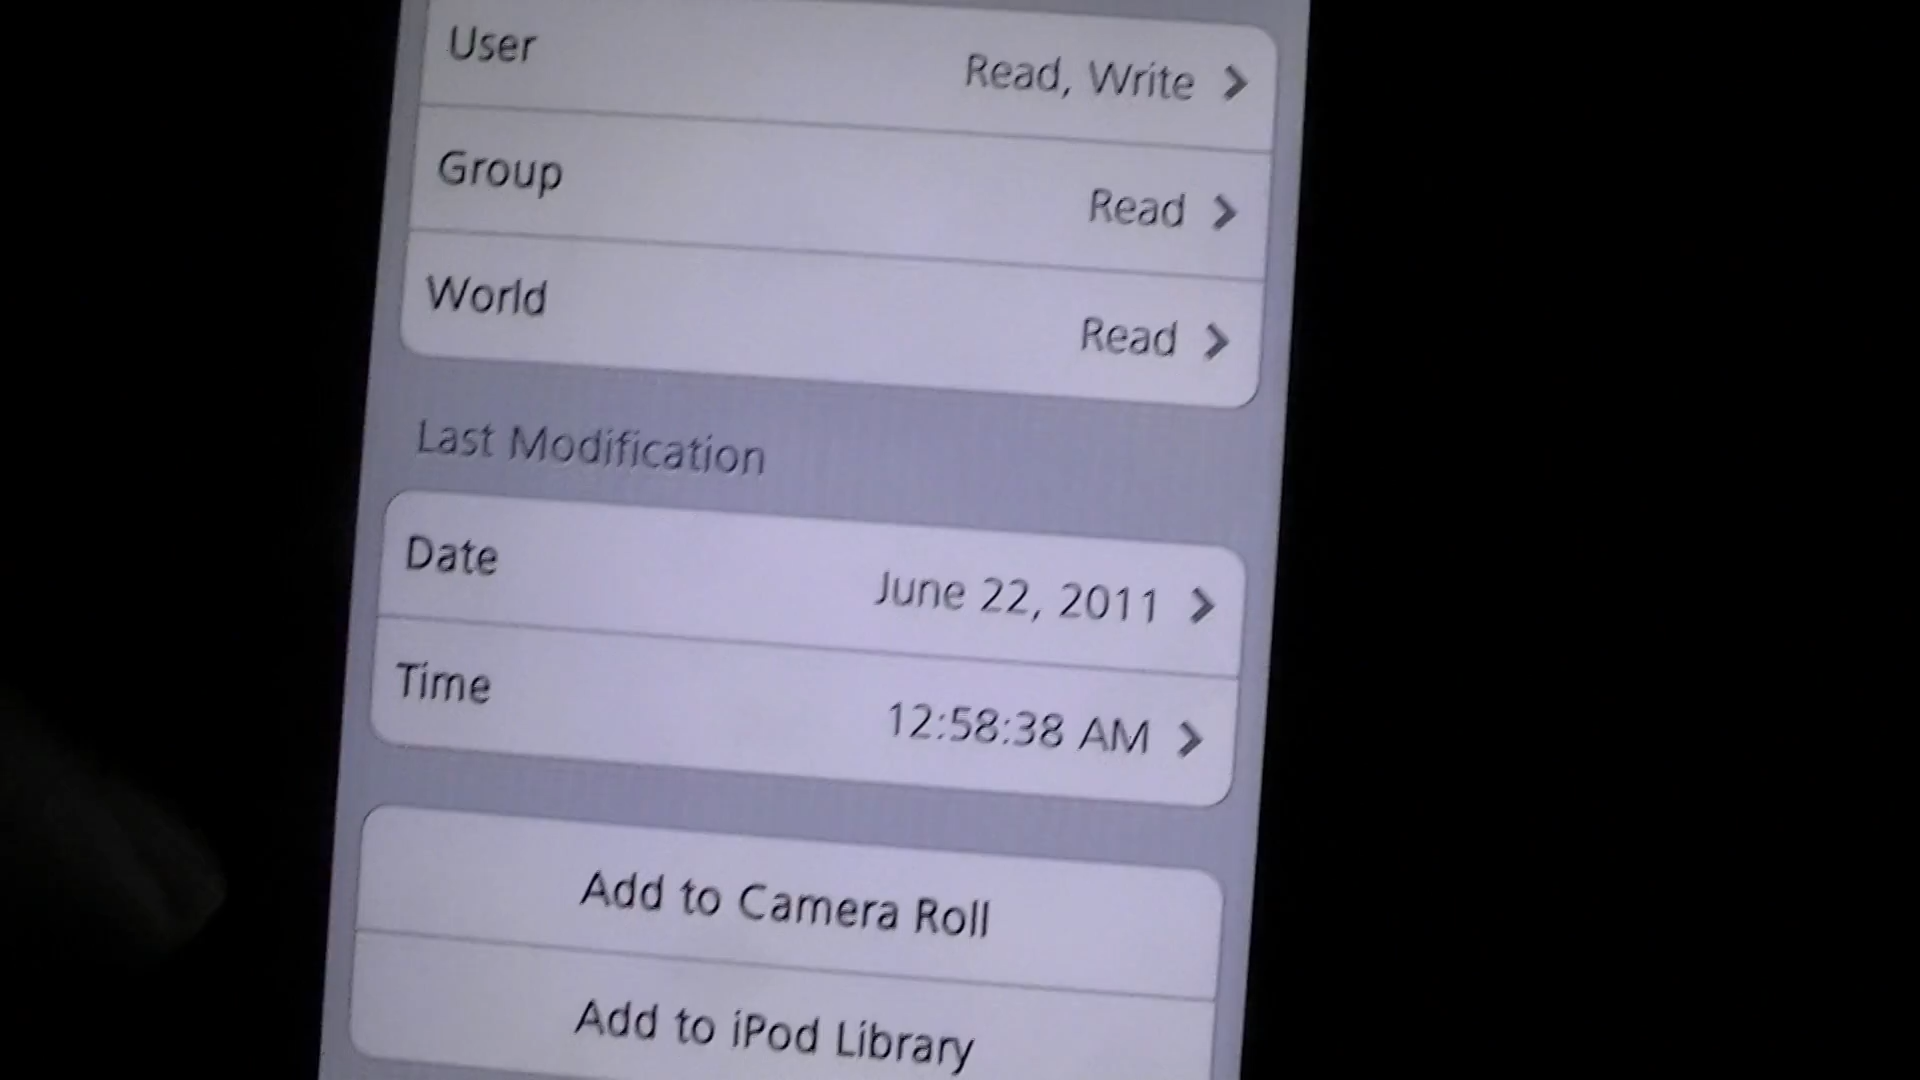 User Read, Write
Group Read
World Read
Last Modification
Date June 22, 2011
Time 12:58:38 AM
Add to Camera Roll
Add to iPod Library